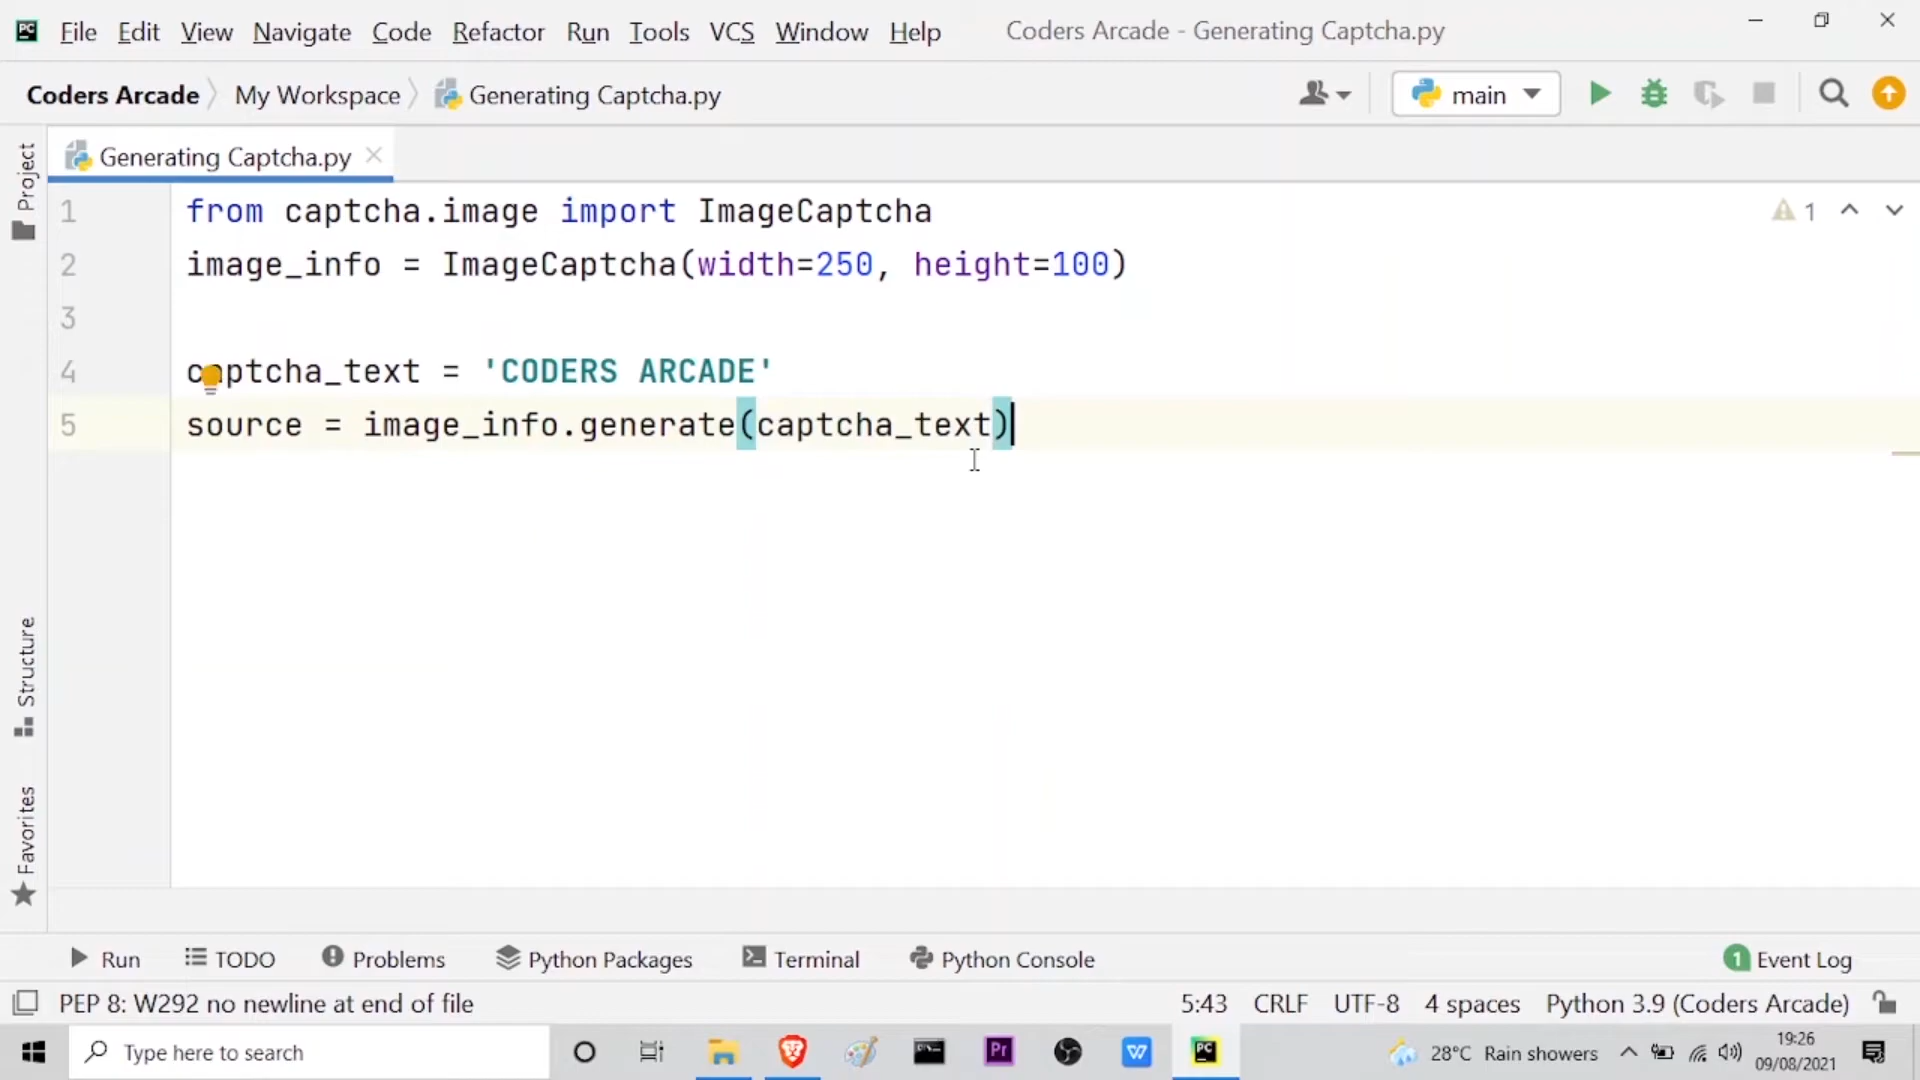 File Edit View Navigate Code Refactor Run Tools VCS Window Help Coders Arcade - Generating Captcha.py
Coders Arcade My Workspace Generating Captcha.py main
Project
Generating Captcha.py
1 from captcha.image import ImageCaptcha
1
2 image_info = ImageCaptcha(width=250, height=100)
3
4 captcha_text = 'CODERS ARCADE'
5 source = image_info.generate(captcha_text)
Structure
Favorites
Run TODO Problems Python Packages Terminal Python Console 1 Event Log
PEP 8: W292 no newline at end of file 5:43 CRLF UTF-8 4 spaces Python 3.9 (Coders Arcade)
Type here to search Pr W PC 28°C Rain showers 19:26
09/08/2021